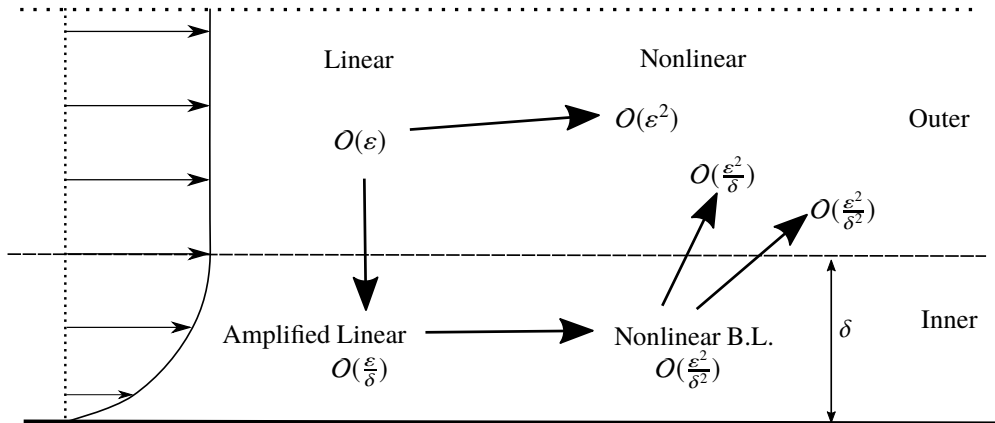 Linear
Nonlinear
𝒪(ε)
𝒪(ε²)
Outer
𝒪(ε²/δ)
𝒪(ε²/δ²)
Amplified Linear
𝒪(ε/δ)
Nonlinear B.L.
𝒪(ε²/δ²)
δ
Inner